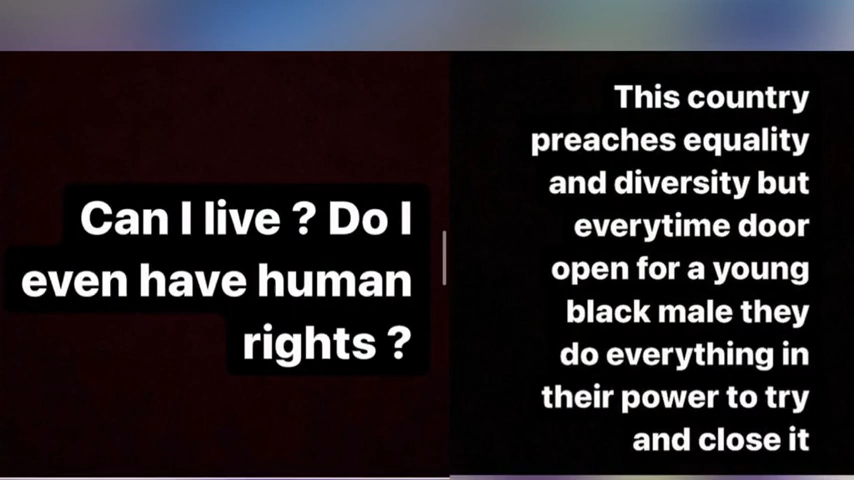 Can I live ? Do I
even have human
rights ?
This country
preaches equality
and diversity but
everytime door
open for a young
black male they
do everything in
their power to try
and close it